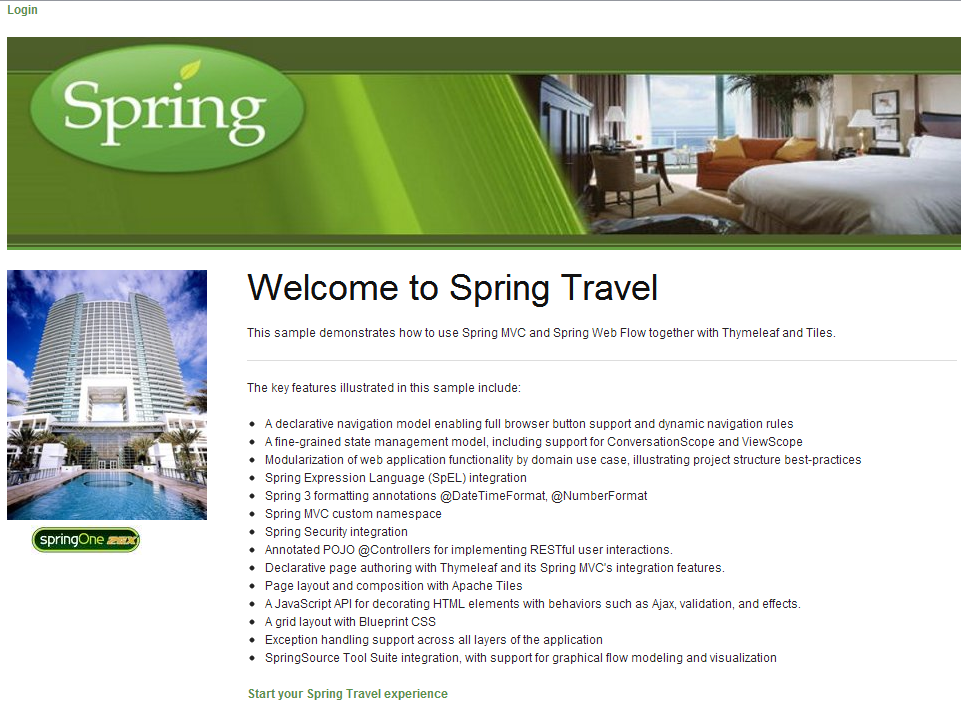 Login
Spring
Welcome to Spring Travel
This sample demonstrates how to use Spring MVC and Spring Web Flow together with Thymeleaf and Tiles.
The key features illustrated in this sample include:
• A declarative navigation model enabling full browser button support and dynamic navigation rules
• A fine-grained state management model, including support for ConversationScope and ViewScope
• Modularization of web application functionality by domain use case, illustrating project structure best-practices
• Spring Expression Language (SpEL) integration
• Spring 3 formatting annotations @DateTimeFormat, @NumberFormat
• Spring MVC custom namespace
• Spring Security integration
• Annotated POJO @Controllers for implementing RESTful user interactions.
• Declarative page authoring with Thymeleaf and its Spring MVC's integration features.
• Page layout and composition with Apache Tiles
• A JavaScript API for decorating HTML elements with behaviors such as Ajax, validation, and effects.
• A grid layout with Blueprint CSS
• Exception handling support across all layers of the application
• SpringSource Tool Suite integration, with support for graphical flow modeling and visualization
Start your Spring Travel experience
springOne 2GX